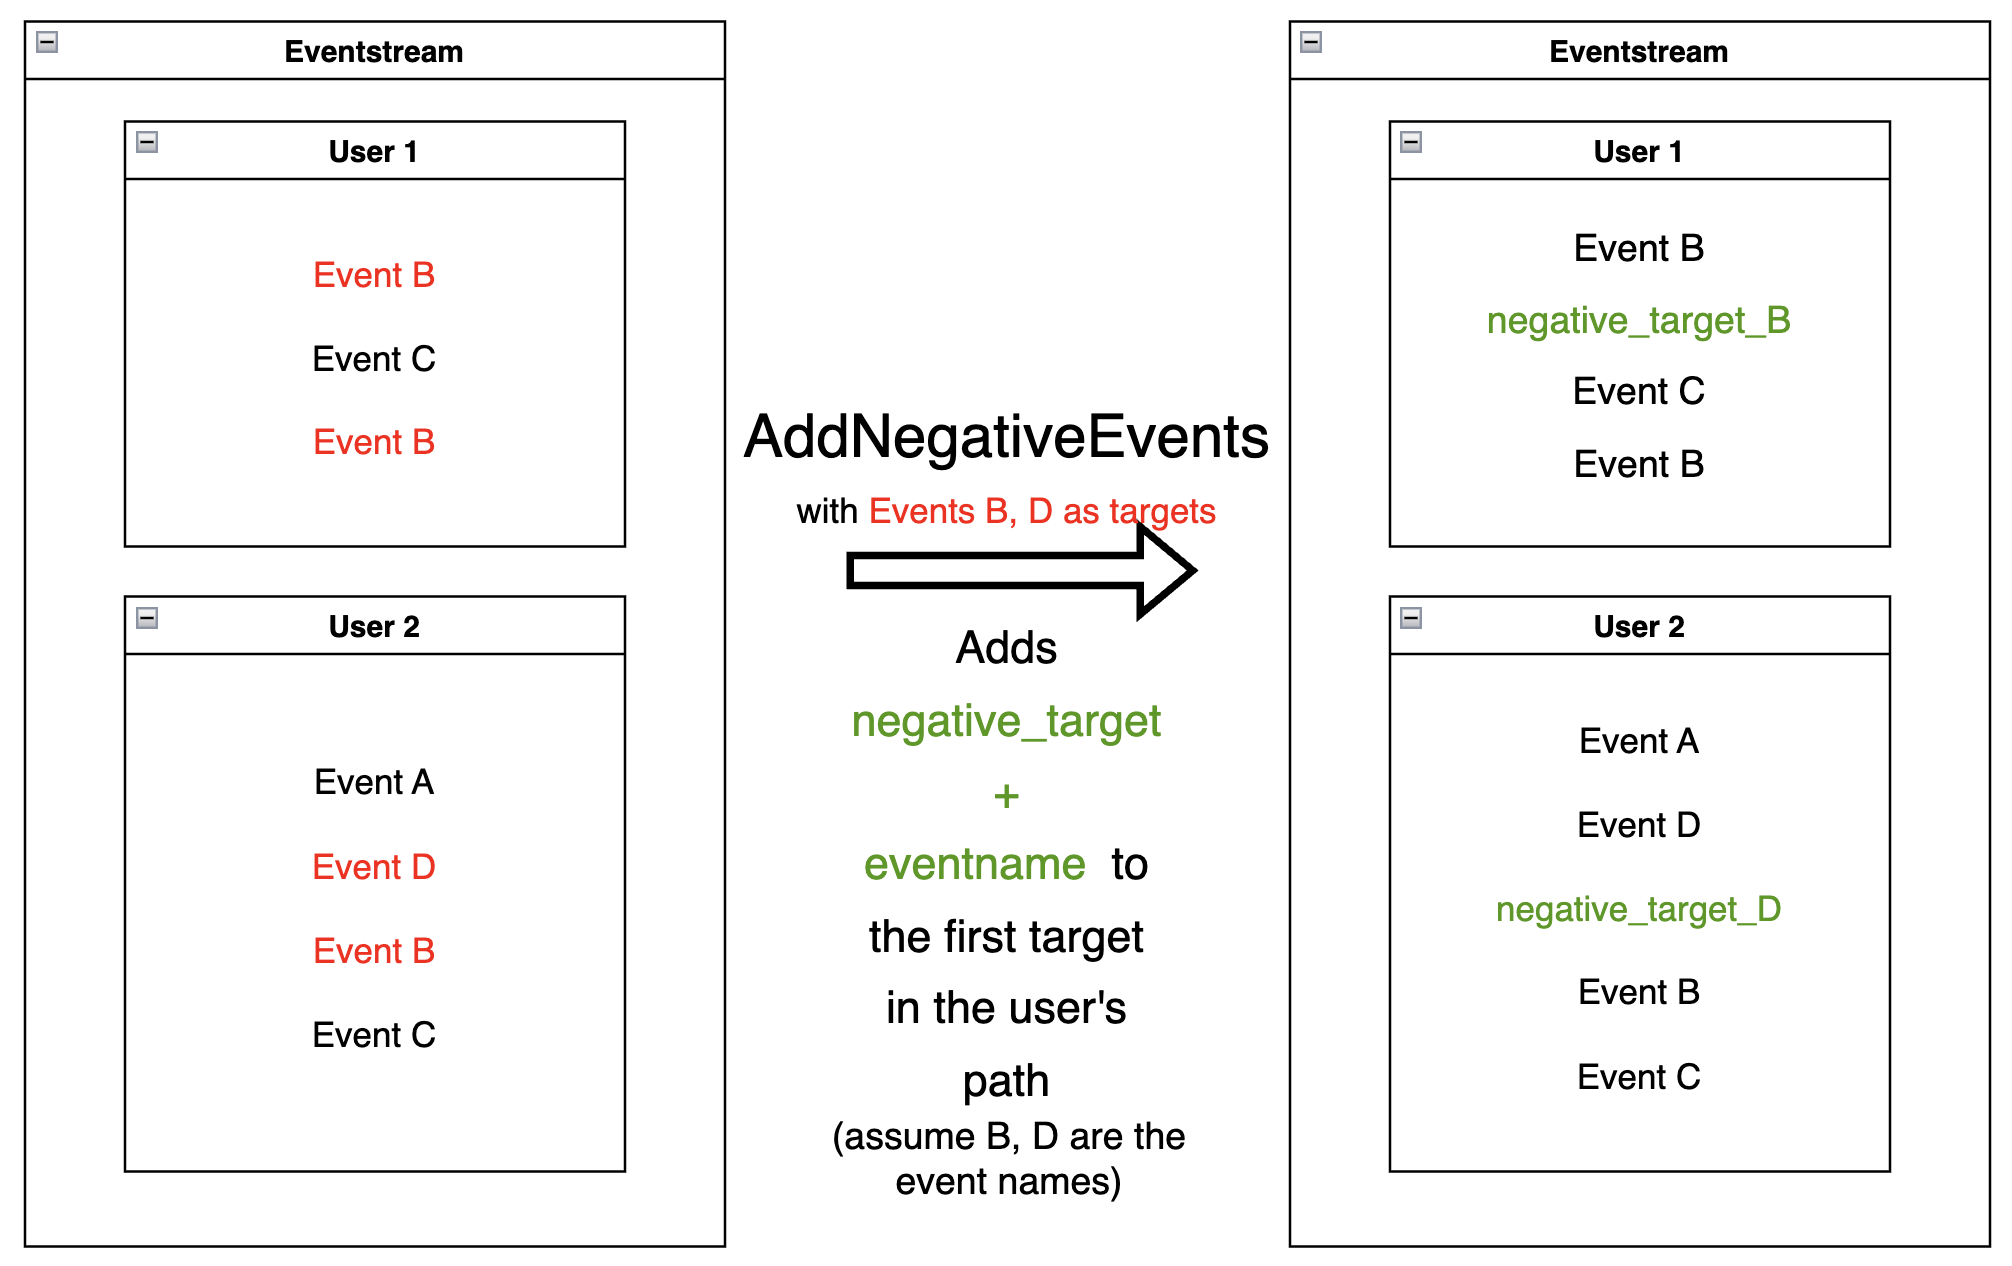 Eventstream
User 1
Event B
Event C
Event B
User 2
Event A
Event D
Event B
Event C
AddNegativeEvents
with Events B, D as targets
Adds
negative_target
+
eventname to
the first target
in the user's
path
(assume B, D are the
event names)
Eventstream
User 1
Event B
negative_target_B
Event C
Event B
User 2
Event A
Event D
negative_target_D
Event B
Event C